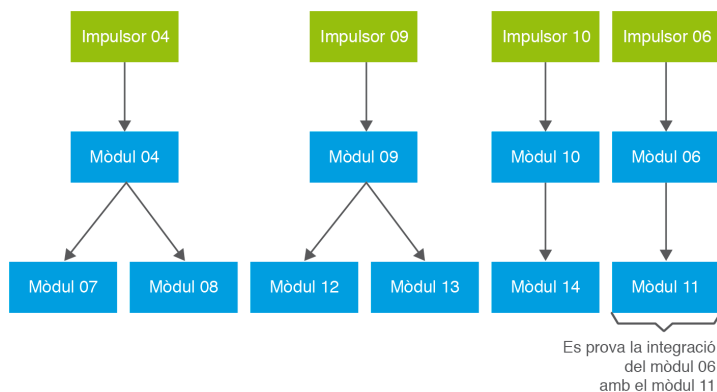 Impulsor 04
Impulsor 09
Impulsor 10
Impulsor 06
Mòdul 04
Mòdul 09
Mòdul 10
Mòdul 06
Mòdul 07
Mòdul 08
Mòdul 12
Mòdul 13
Mòdul 14
Mòdul 11
Es prova la integració
del mòdul 06
amb el mòdul 11